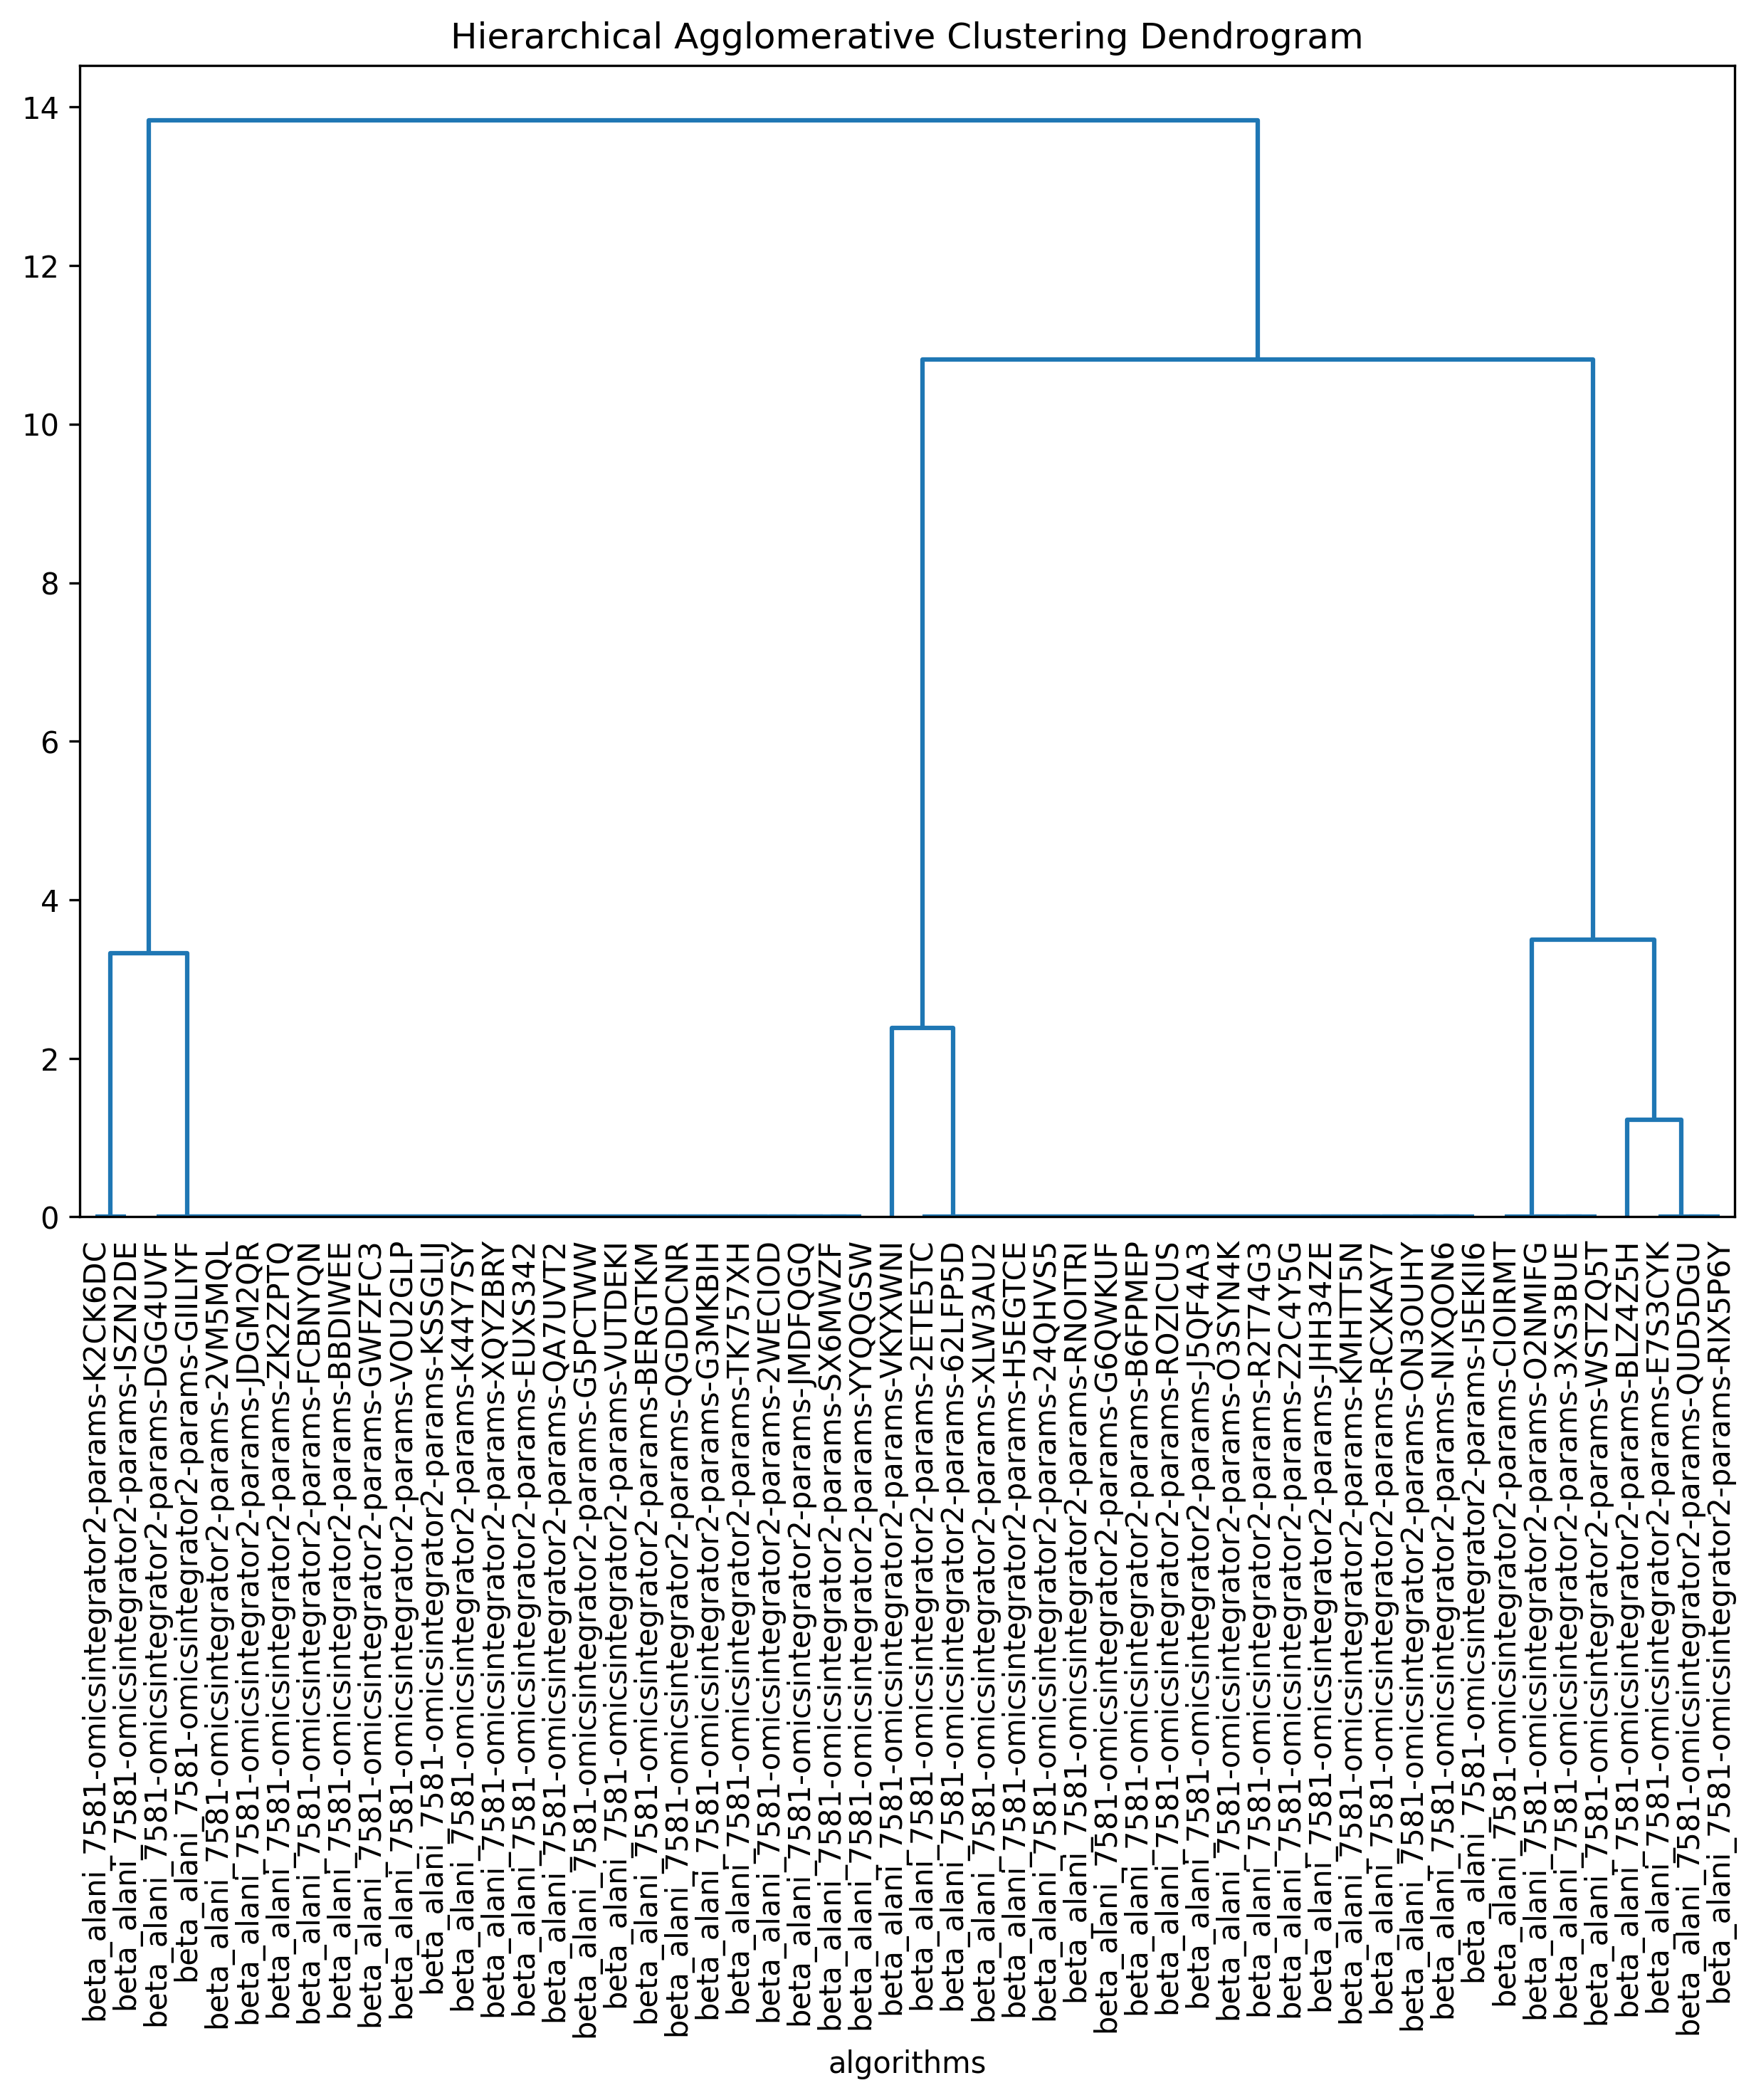 Hierarchical Agglomerative Clustering Dendrogram
14
12
10
8
6
4
2
0
beta_alani_7581-omicsintegrator2-params-K2CK6DC
beta_alani_7581-omicsintegrator2-params-ISZN2DE
beta_alani_7581-omicsintegrator2-params-DGG4UVF
beta_alani_7581-omicsintegrator2-params-GIILIYF
beta_alani_7581-omicsintegrator2-params-2VM5MQL
beta_alani_7581-omicsintegrator2-params-JDGM2QR
beta_alani_7581-omicsintegrator2-params-ZK2ZPTQ
beta_alani_7581-omicsintegrator2-params-FCBNYQN
beta_alani_7581-omicsintegrator2-params-BBDIWEE
beta_alani_7581-omicsintegrator2-params-GWFZFC3
beta_alani_7581-omicsintegrator2-params-VOU2GLP
beta_alani_7581-omicsintegrator2-params-KSSGLIJ
beta_alani_7581-omicsintegrator2-params-K44Y7SY
beta_alani_7581-omicsintegrator2-params-XQYZBRY
beta_alani_7581-omicsintegrator2-params-EUXS342
beta_alani_7581-omicsintegrator2-params-QA7UVT2
beta_alani_7581-omicsintegrator2-params-G5PCTWW
beta_alani_7581-omicsintegrator2-params-VUTDEKI
beta_alani_7581-omicsintegrator2-params-BERGTKM
beta_alani_7581-omicsintegrator2-params-QGDDCNR
beta_alani_7581-omicsintegrator2-params-G3MKBIH
beta_alani_7581-omicsintegrator2-params-TK757XH
beta_alani_7581-omicsintegrator2-params-2WECIOD
beta_alani_7581-omicsintegrator2-params-JMDFQGQ
beta_alani_7581-omicsintegrator2-params-SX6MWZF
beta_alani_7581-omicsintegrator2-params-YYQQGSW
beta_alani_7581-omicsintegrator2-params-VKYXWNI
beta_alani_7581-omicsintegrator2-params-2ETE5TC
beta_alani_7581-omicsintegrator2-params-62LFP5D
beta_alani_7581-omicsintegrator2-params-XLW3AU2
beta_alani_7581-omicsintegrator2-params-H5EGTCE
beta_alani_7581-omicsintegrator2-params-24QHVS5
beta_alani_7581-omicsintegrator2-params-RNOITRI
beta_alani_7581-omicsintegrator2-params-G6QWKUF
beta_alani_7581-omicsintegrator2-params-B6FPMEP
beta_alani_7581-omicsintegrator2-params-ROZICUS
beta_alani_7581-omicsintegrator2-params-J5QF4A3
beta_alani_7581-omicsintegrator2-params-O3SYN4K
beta_alani_7581-omicsintegrator2-params-R2T74G3
beta_alani_7581-omicsintegrator2-params-Z2C4Y5G
beta_alani_7581-omicsintegrator2-params-JHH34ZE
beta_alani_7581-omicsintegrator2-params-KMHTT5N
beta_alani_7581-omicsintegrator2-params-RCXKAY7
beta_alani_7581-omicsintegrator2-params-ON3OUHY
beta_alani_7581-omicsintegrator2-params-NIXQON6
beta_alani_7581-omicsintegrator2-params-I5EKII6
beta_alani_7581-omicsintegrator2-params-CIOIRMT
beta_alani_7581-omicsintegrator2-params-O2NMIFG
beta_alani_7581-omicsintegrator2-params-3XS3BUE
beta_alani_7581-omicsintegrator2-params-WSTZQ5T
beta_alani_7581-omicsintegrator2-params-BLZ4Z5H
beta_alani_7581-omicsintegrator2-params-E7S3CYK
beta_alani_7581-omicsintegrator2-params-QUD5DGU
beta_alani_7581-omicsintegrator2-params-RIX5P6Y
algorithms